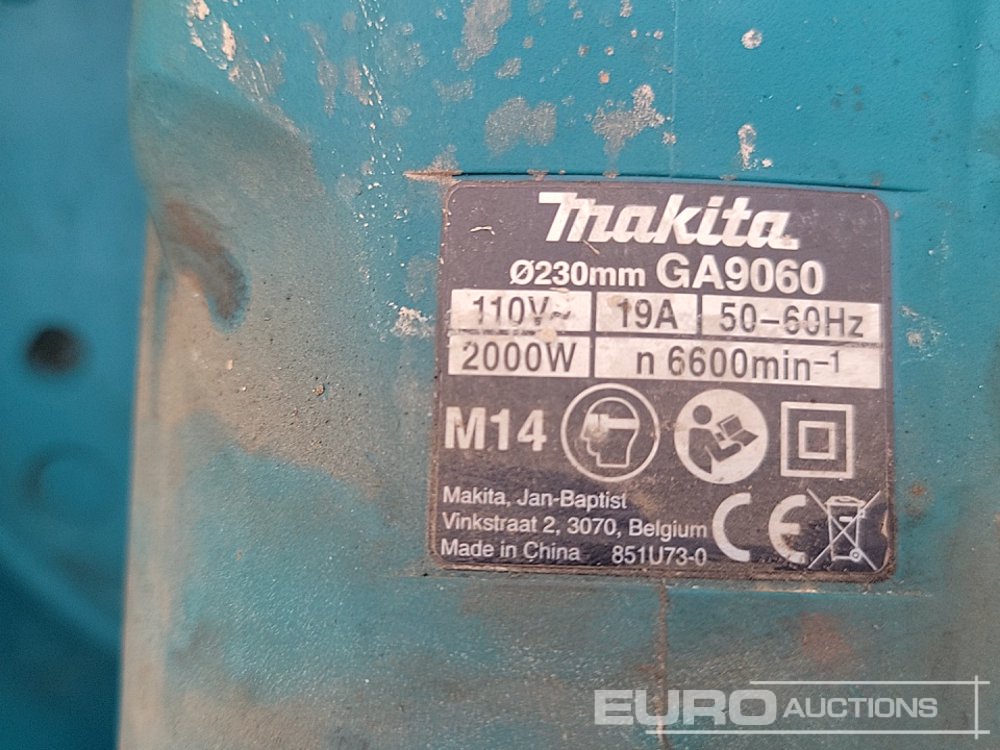 makita
Ø230mm GA9060
110V~ 19A 50-60Hz
2000W n 6600min-1
M14
Makita, Jan-Baptist
Vinkstraat 2, 3070, Belgium
Made in China 851U73-0
CE
EURO AUCTIONS